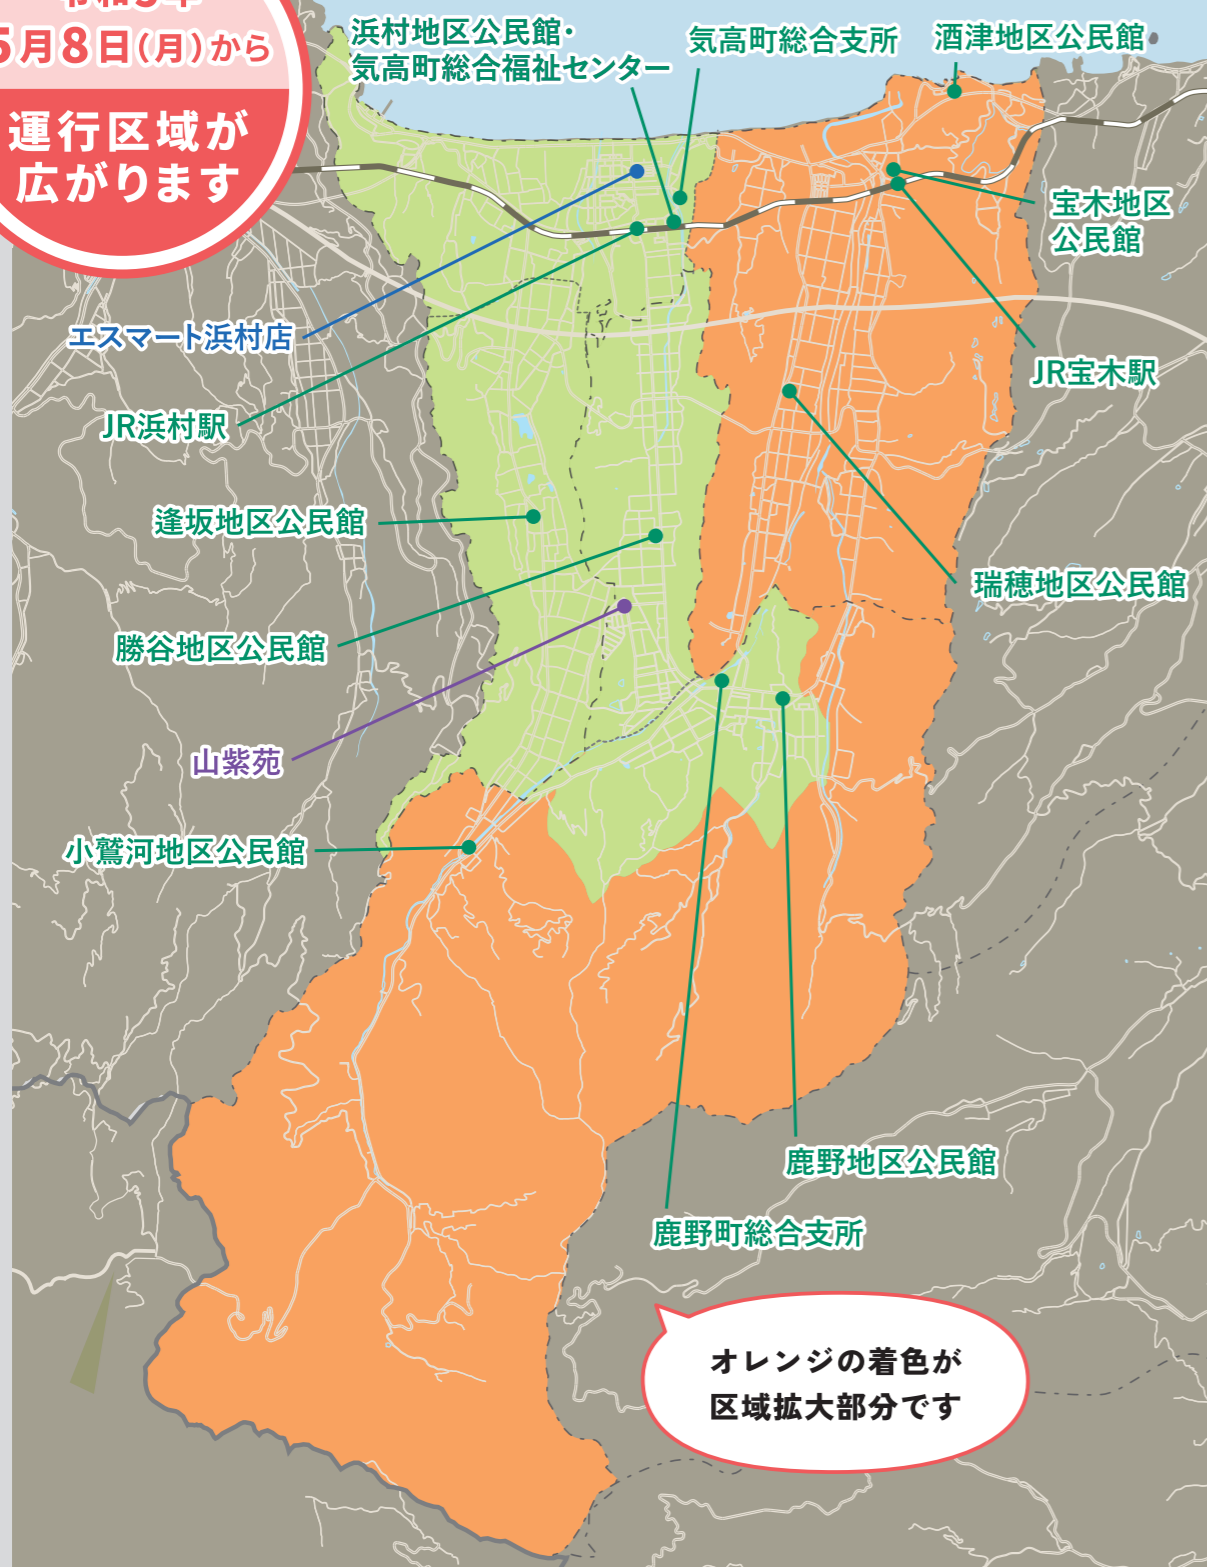 5月8日(月)から
運行区域が
広がります
浜村地区公民館・
気高町総合福祉センター
気高町総合支所
酒津地区公民館
宝木地区
公民館
エスマート浜村店
JR宝木駅
JR浜村駅
逢坂地区公民館
瑞穂地区公民館
勝谷地区公民館
山紫苑
小鷲河地区公民館
鹿野地区公民館
鹿野町総合支所
オレンジの着色が
区域拡大部分です